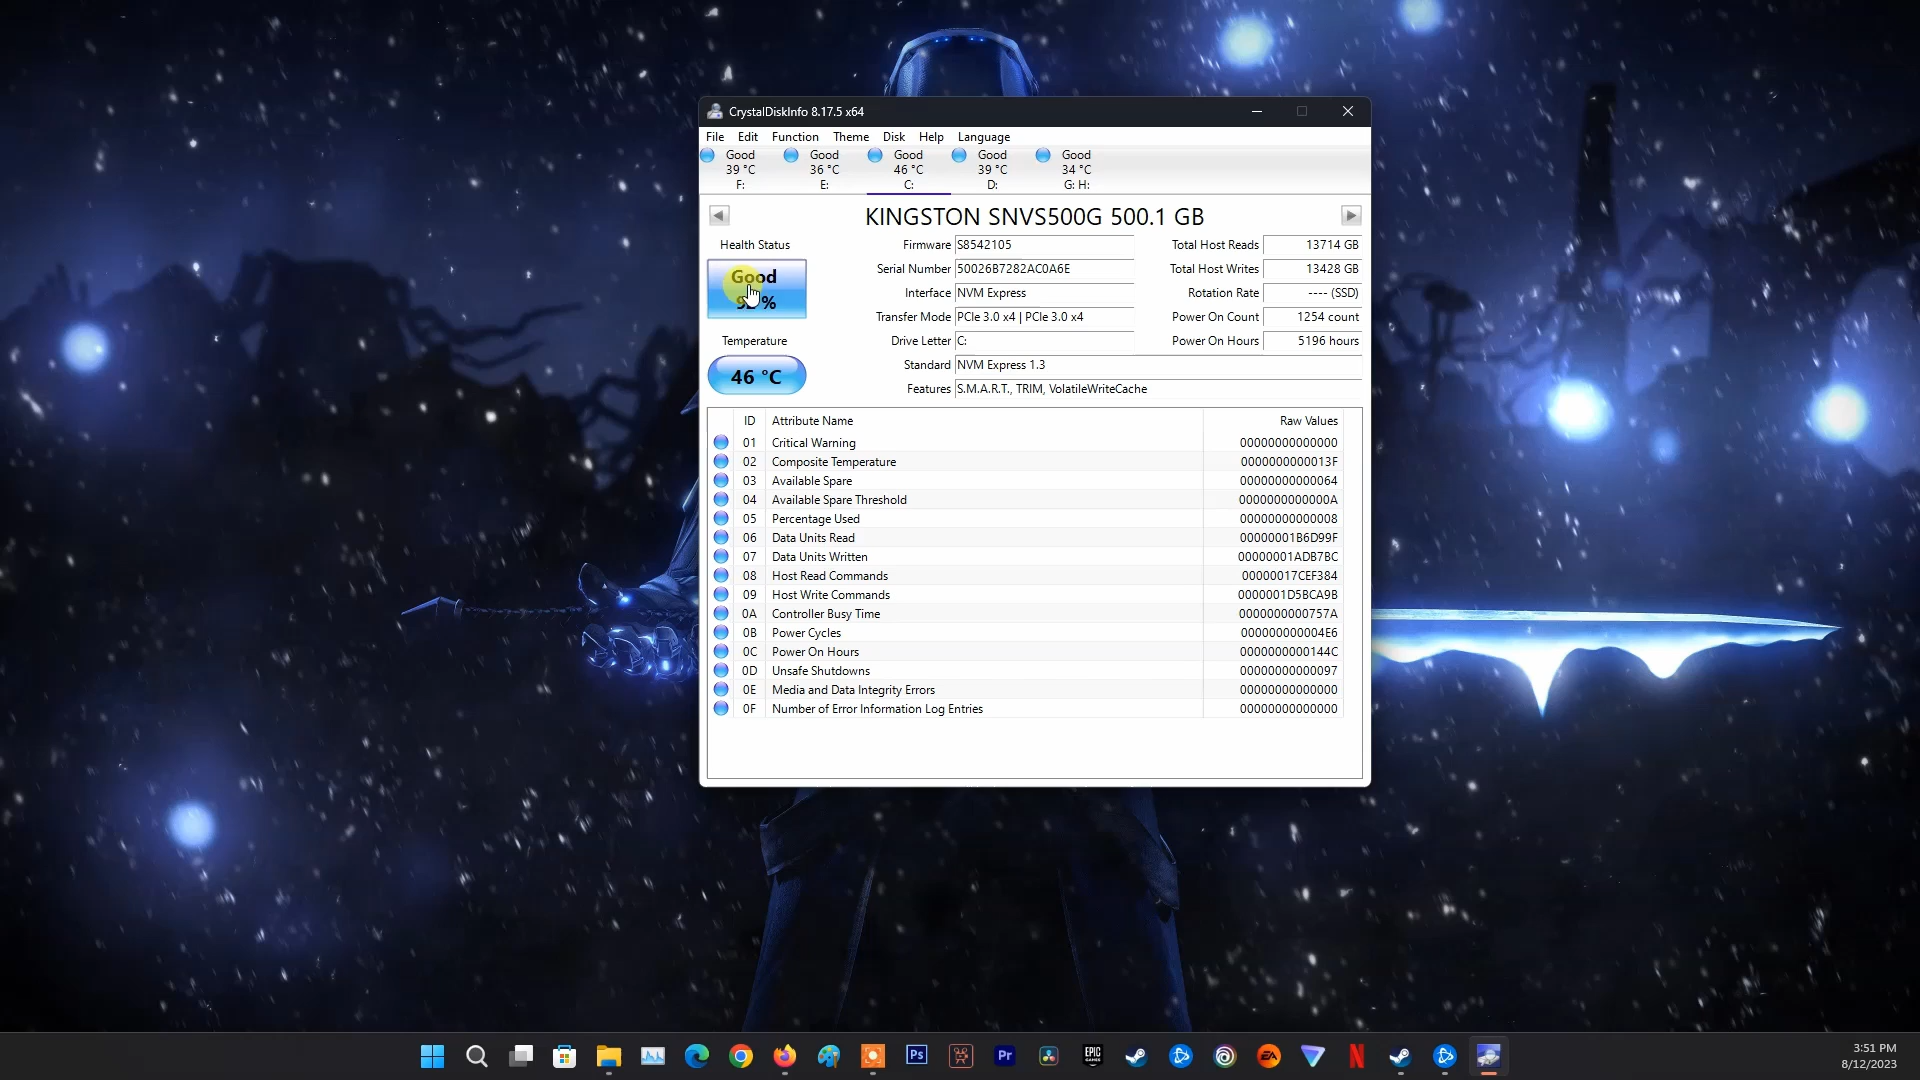 CrystalDiskInfo 8.17.5 x64
File Edit Function Theme Disk Help Language
Good Good Good Good Good
39 °C 36 °C 46 °C 39 °C 34 °C
F: E: C: D: G: H:
KINGSTON SNVS500G 500.1 GB
Health Status
Good
%
Temperature
46 °C
Firmware S8542105
Serial Number 50026B7282AC0A6E
Interface NVM Express
Transfer Mode PCIe 3.0 x4 | PCIe 3.0 x4
Drive Letter C:
Standard NVM Express 1.3
Features S.M.A.R.T., TRIM, VolatileWriteCache
Total Host Reads 13714 GB
Total Host Writes 13428 GB
Rotation Rate ---- (SSD)
Power On Count 1254 count
Power On Hours 5196 hours
ID Attribute Name Raw Values
01 Critical Warning 00000000000000
02 Composite Temperature 0000000000013F
03 Available Spare 00000000000064
04 Available Spare Threshold 0000000000000A
05 Percentage Used 00000000000008
06 Data Units Read 00000001B6D99F
07 Data Units Written 00000001ADB7BC
08 Host Read Commands 00000017CEF384
09 Host Write Commands 0000001D5BCA9B
0A Controller Busy Time 0000000000757A
0B Power Cycles 000000000004E6
0C Power On Hours 0000000000144C
0D Unsafe Shutdowns 00000000000097
0E Media and Data Integrity Errors 00000000000000
0F Number of Error Information Log Entries 00000000000000
Ps
Pr
EPIC
GAMES
EA
N
3:51 PM
8/12/2023